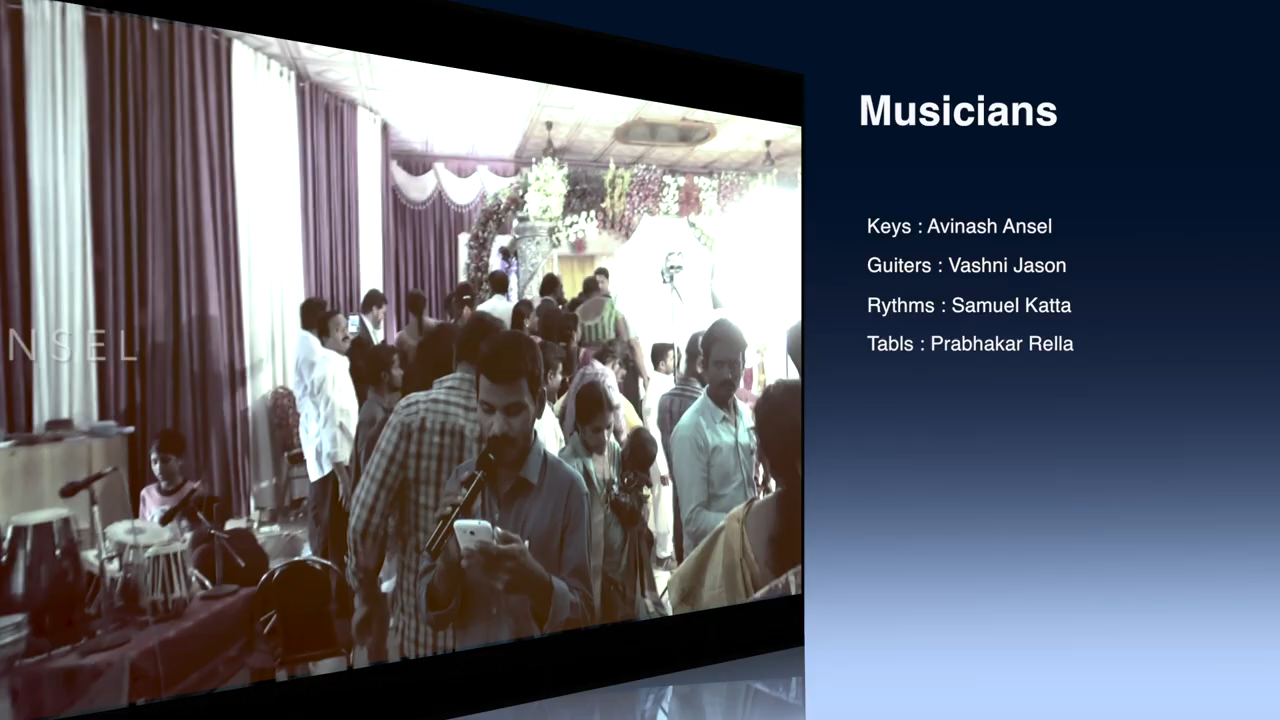 Musicians
Keys : Avinash Ansel
Guiters : Vashni Jason
Rythms : Samuel Katta
Tabls : Prabhakar Rella
NSEL